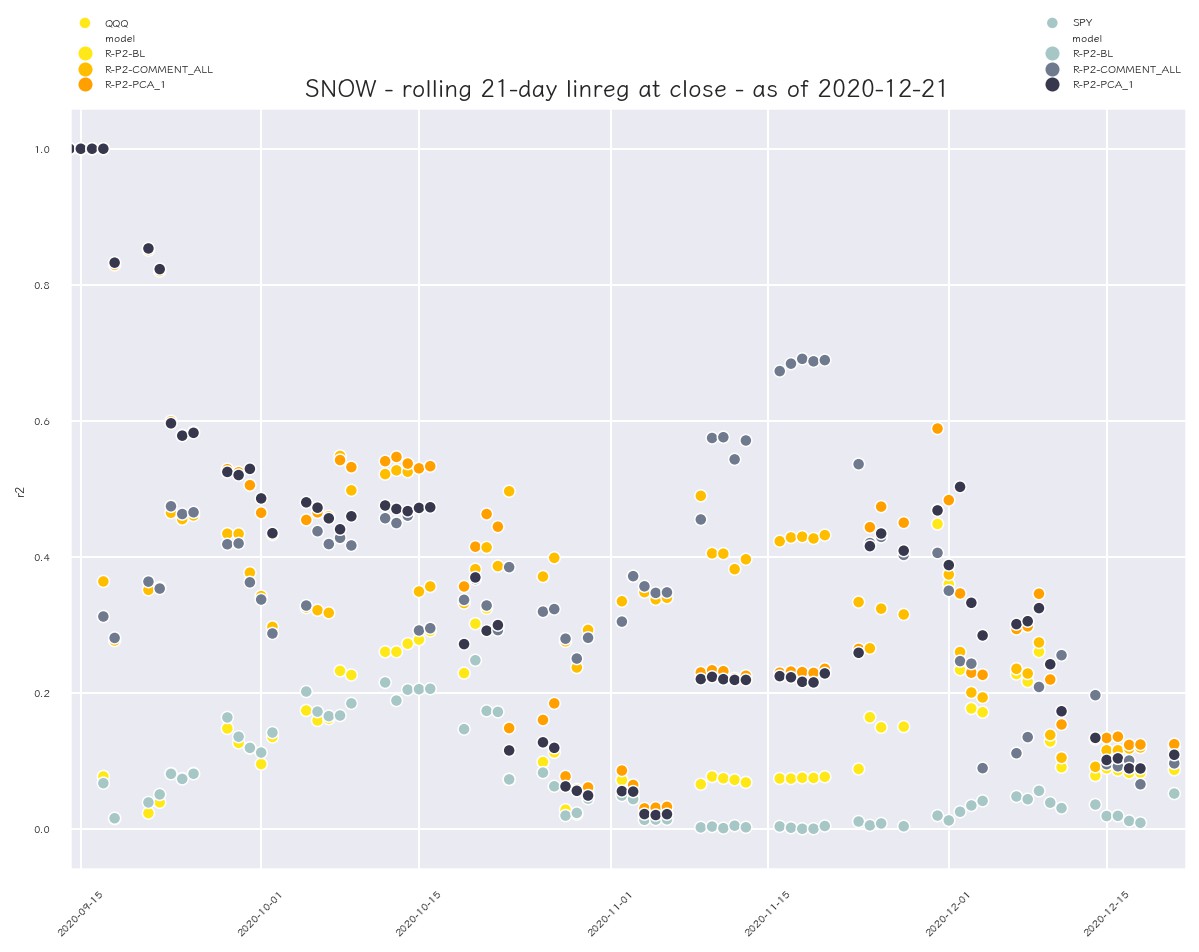 QQQ
model
R-P2-BL
R-P2-COMMENT_ALL
R-P2-PCA_1
SPY
model
R-P2-BL
R-P2-COMMENT_ALL
R-P2-PCA_1
SNOW - rolling 21-day linreg at close - as of 2020-12-21
1.0
0.8
0.6
r2
0.4
0.2
0.0
2020-09-15
2020-10-01
2020-10-15
2020-11-01
2020-11-15
2020-12-01
2020-12-15